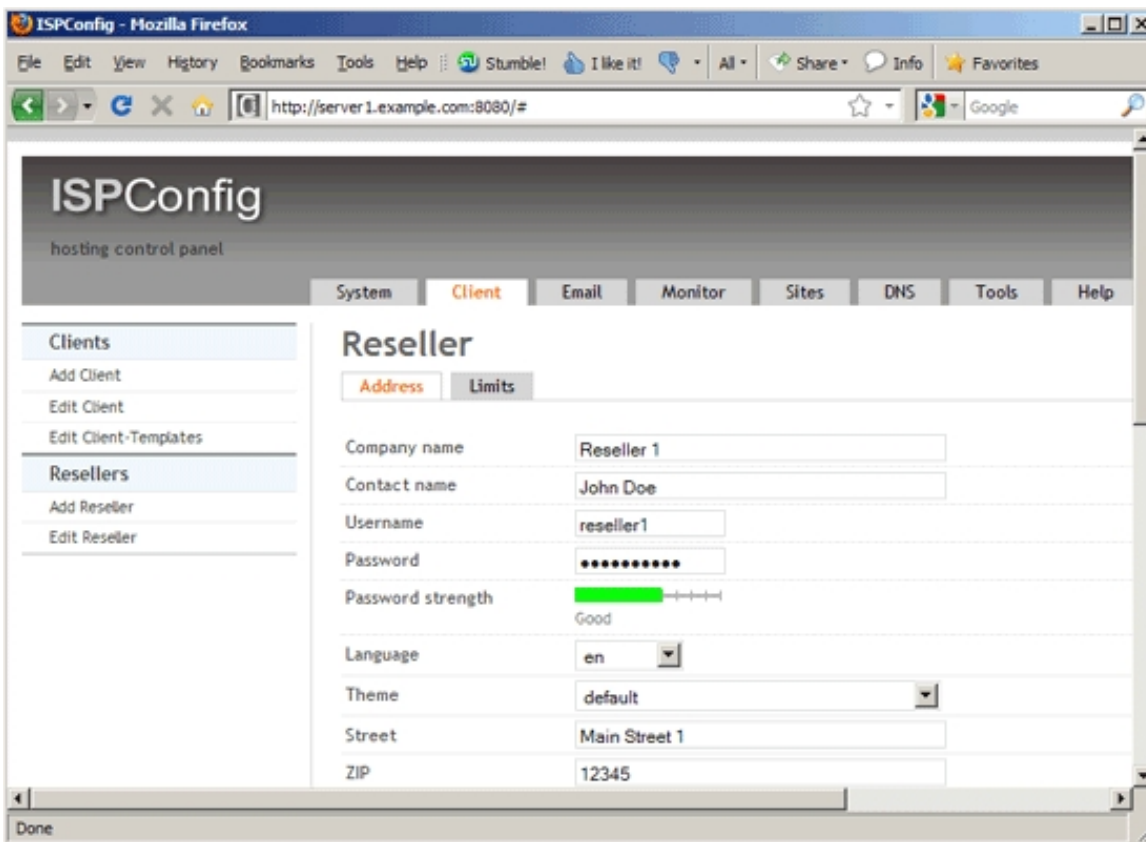 ISPConfig - Mozilla Firefox
File Edit View History Bookmarks Tools Help Stumble! I like it! All Share Info Favorites
http://server1.example.com:8080/# Google
ISPConfig
hosting control panel
System Client Email Monitor Sites DNS Tools Help
Clients
Add Client
Edit Client
Edit Client-Templates
Resellers
Add Reseller
Edit Reseller
Reseller
Address Limits
Company name Reseller 1
Contact name John Doe
Username reseller1
Password ●●●●●●●●●●
Password strength
Good
Language en
Theme default
Street Main Street 1
ZIP 12345
Done